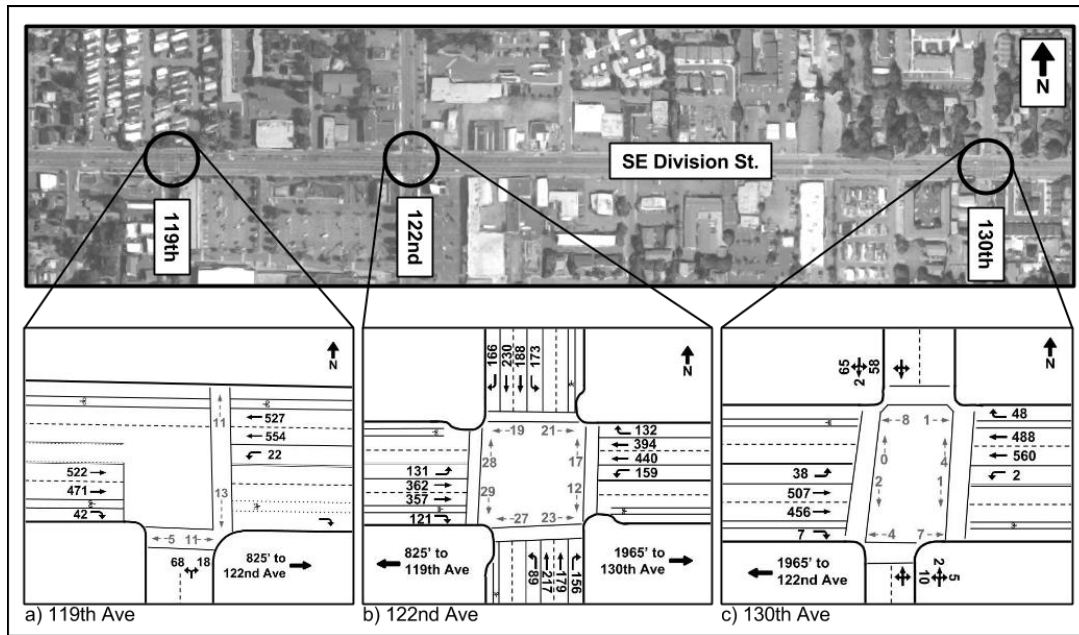 N
SE Division St.
119th
122nd
130th
N
527
11
554
22
522
471
13
42
5 11
68 18
825' to
122nd Ave
a) 119th Ave
166
230
188
173
N
19 21
132
394
28 17
440
131
159
362
29 12
357
121
27 23
825' to
119th Ave
89
217
179
156
1965' to
130th Ave
b) 122nd Ave
65
2
58
N
8 1
48
488
0 4
560
38
2
2 1
507
456
7
4 7
1965' to
122nd Ave
10
2
5
c) 130th Ave